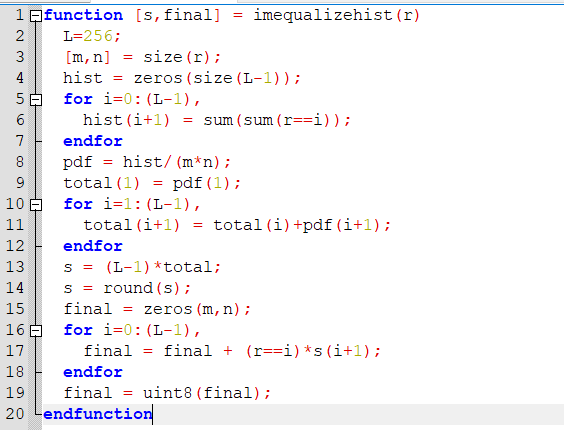 1 function [s,final] = imequalizehist(r)
2 L=256;
3 [m,n] = size(r);
4 hist = zeros(size(L-1));
5 for i=0:(L-1),
6 hist(i+1) = sum(sum(r==i));
7 endfor
8 pdf = hist/(m*n);
9 total(1) = pdf(1);
10 for i=1:(L-1),
11 total(i+1) = total(i)+pdf(i+1);
12 endfor
13 s = (L-1)*total;
14 s = round(s);
15 final = zeros(m,n);
16 for i=0:(L-1),
17 final = final + (r==i)*s(i+1);
18 endfor
19 final = uint8(final);
20 endfunction